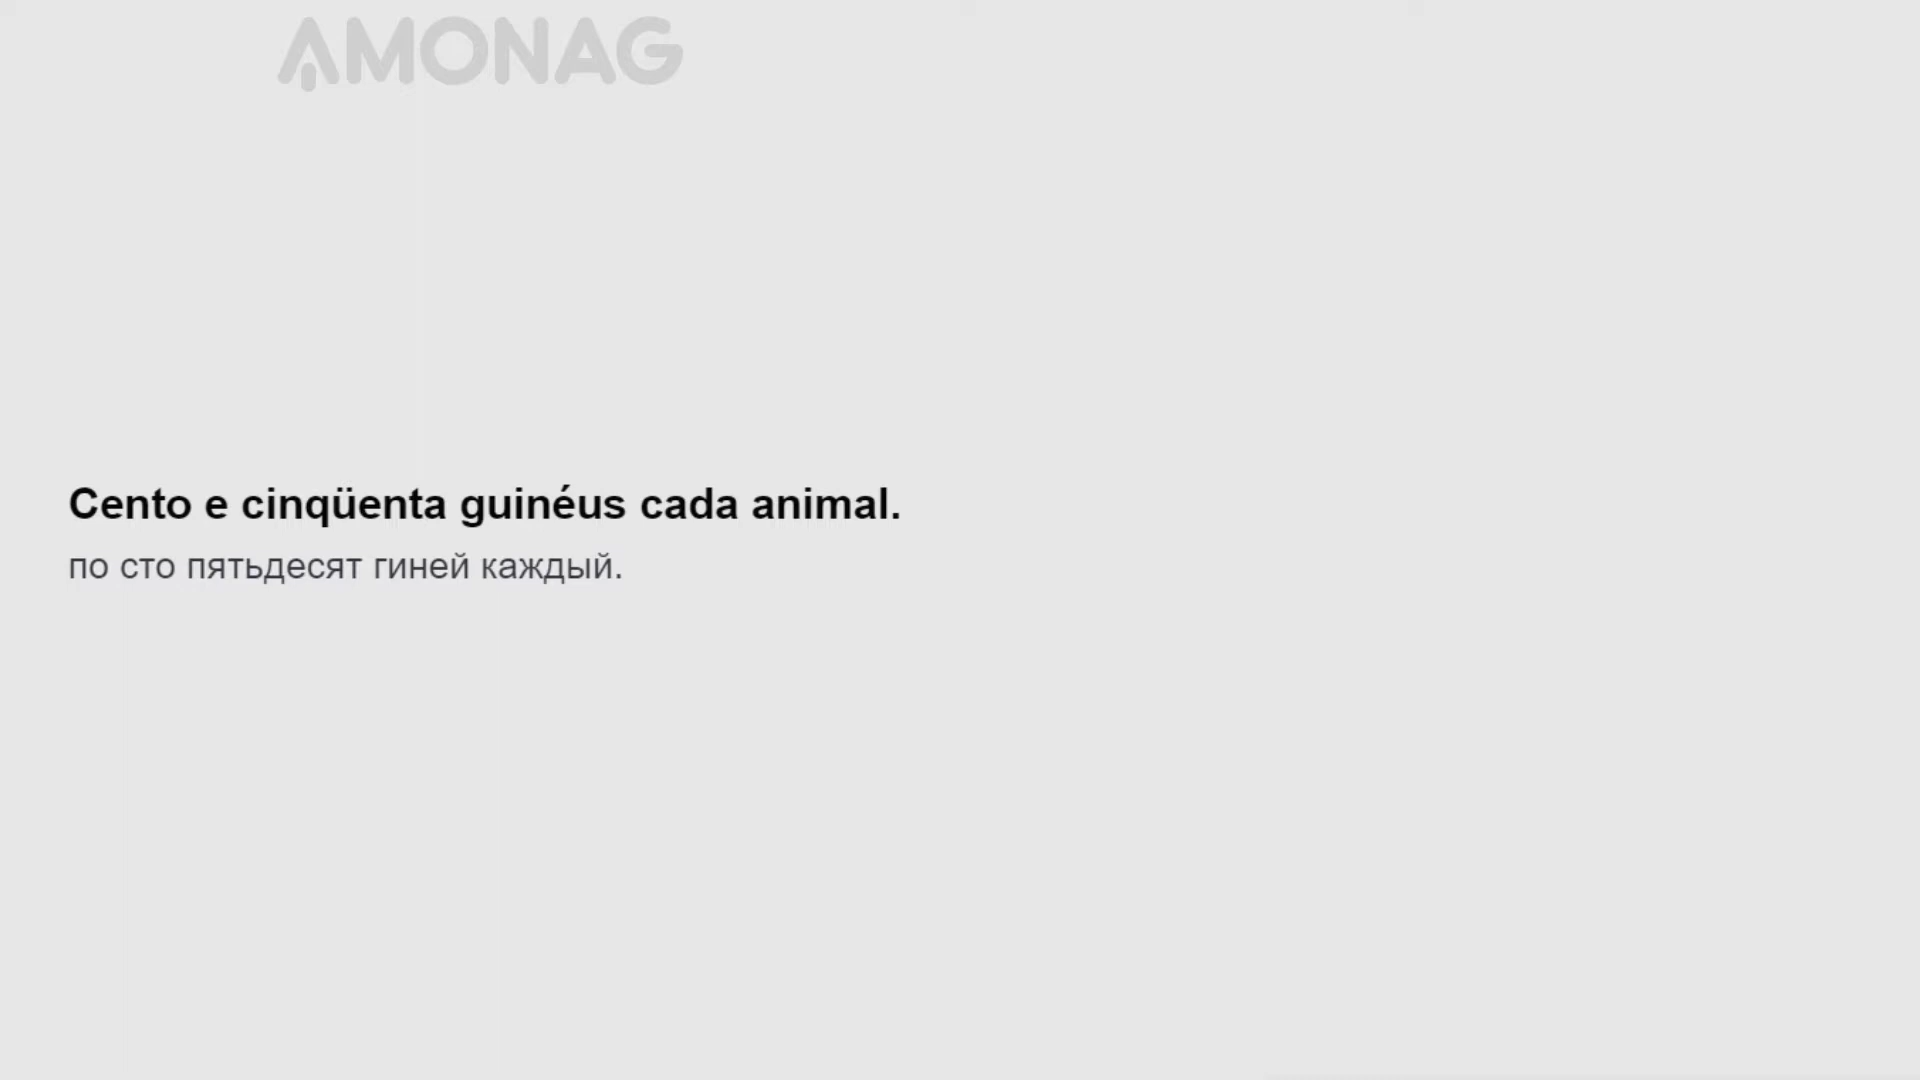 AMONAG
Cento e cinqüenta guinéus cada animal.
по сто пятьдесят гиней каждый.